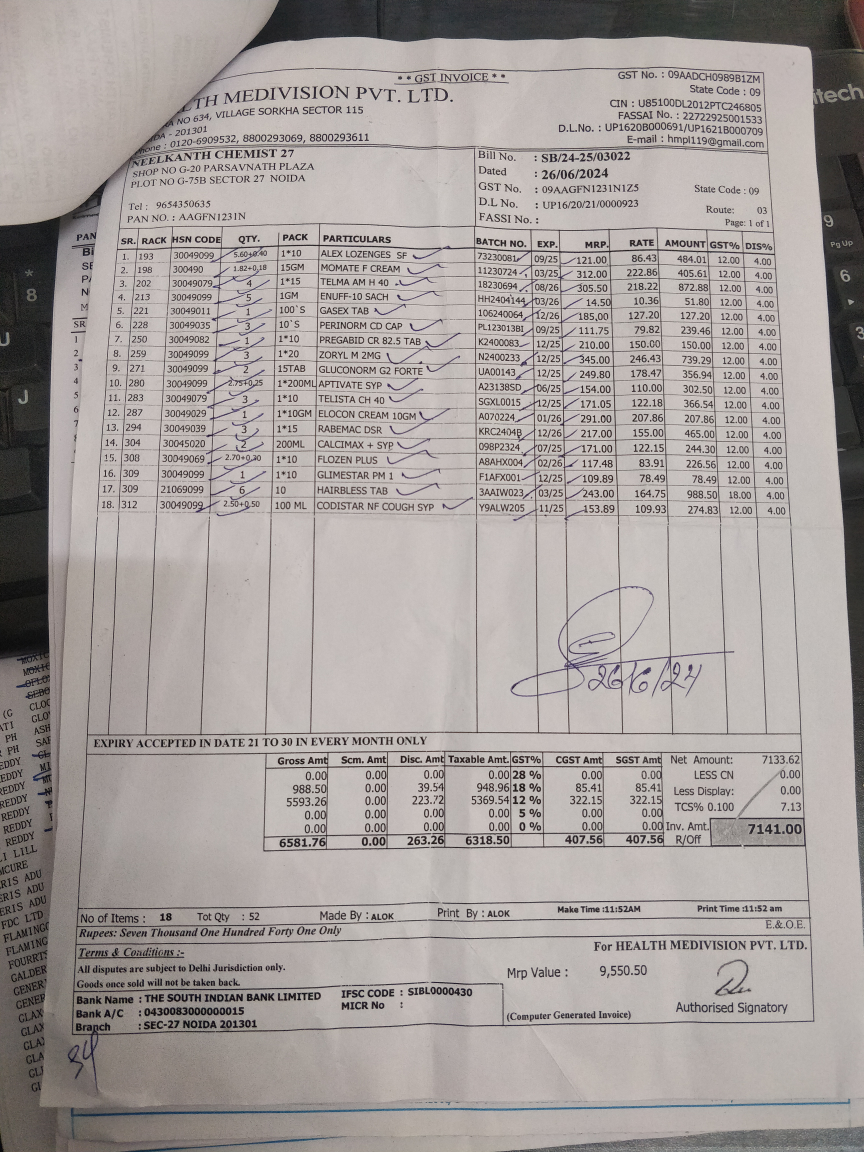 * * GST INVOICE * *
GST No. : 09AADCH0989B1ZM
State Code : 09
LTH MEDIVISION PVT. LTD.
CIN : U85100DL2012PTC246805
NO 634, VILLAGE SORKHA SECTOR 115
FASSAI No. : 22722925001533
- 201301
D.L.No. : UP1620B000691/UP1621B000709
Phone : 0120-6909532, 8800293069, 8800293611
E-mail : hmpl119@gmail.com
NEELKANTH CHEMIST 27
SHOP NO G-20 PARSAVNATH PLAZA
PLOT NO G-75B SECTOR 27 NOIDA
Tel : 9654350635
PAN NO. : AAGFN1231N
Bill No. : SB/24-25/03022
Dated : 26/06/2024
GST No. : 09AAGFN1231N1Z5 State Code : 09
D.L No. : UP16/20/21/0000923
Route: 03
FASSI No. :
Page: 1 of 1
SR. RACK HSN CODE QTY. PACK PARTICULARS BATCH NO. EXP. MRP. RATE AMOUNT GST% DIS%
1. 193 30049099 5.60+0.40 1*10 ALEX LOZENGES SF 73230081 09/25 121.00 86.43 484.01 12.00 4.00
2. 198 300490 1.82+0.18 15GM MOMATE F CREAM 11230724 03/25 312.00 222.86 405.61 12.00 4.00
3. 202 30049079 4 1*15 TELMA AM H 40 18230694 08/26 305.50 218.22 872.88 12.00 4.00
4. 213 30049099 5 1GM ENUFF-10 SACH HH2404144 03/26 14.50 10.36 51.80 12.00 4.00
5. 221 30049011 1 100`S GASEX TAB 106240064 12/26 185.00 127.20 127.20 12.00 4.00
6. 228 30049035 3 10`S PERINORM CD CAP PL123013BI 09/25 111.75 79.82 239.46 12.00 4.00
7. 250 30049082 1 1*10 PREGABID CR 82.5 TAB K2400083 12/25 210.00 150.00 150.00 12.00 4.00
8. 259 30049099 3 1*20 ZORYL M 2MG N2400233 12/25 345.00 246.43 739.29 12.00 4.00
9. 271 30049099 2 15TAB GLUCONORM G2 FORTE UA00143 12/25 249.80 178.47 356.94 12.00 4.00
10. 280 30049099 2.75+0.25 1*200ML APTIVATE SYP A23138SD 06/25 154.00 110.00 302.50 12.00 4.00
11. 283 30049079 3 1*10 TELISTA CH 40 SGXL0015 12/25 171.05 122.18 366.54 12.00 4.00
12. 287 30049029 1 1*10GM ELOCON CREAM 10GM A070224 01/26 291.00 207.86 207.86 12.00 4.00
13. 294 30049039 3 1*15 RABEMAC DSR KRC2404B 12/26 217.00 155.00 465.00 12.00 4.00
14. 304 30045020 2 200ML CALCIMAX + SYP 098P2324 07/25 171.00 122.15 244.30 12.00 4.00
15. 308 30049069 2.70+0.30 1*10 FLOZEN PLUS A8AHX004 02/26 117.48 83.91 226.56 12.00 4.00
16. 309 30049099 1 1*10 GLIMESTAR PM 1 F1AFX001 12/25 109.89 78.49 78.49 12.00 4.00
17. 309 21069099 6 10 HAIRBLESS TAB 3AAIW023 03/25 243.00 164.75 988.50 18.00 4.00
18. 312 30049099 2.50+0.50 100 ML CODISTAR NF COUGH SYP Y9ALW205 11/25 153.89 109.93 274.83 12.00 4.00
26/6/24
EXPIRY ACCEPTED IN DATE 21 TO 30 IN EVERY MONTH ONLY
Gross Amt Scm. Amt Disc. Amt Taxable Amt. GST% CGST Amt SGST Amt Net Amount: 7133.62
0.00 0.00 0.00 0.00 28 % 0.00 0.00 LESS CN 0.00
988.50 0.00 39.54 948.96 18 % 85.41 85.41 Less Display: 0.00
5593.26 0.00 223.72 5369.54 12 % 322.15 322.15 TCS% 0.100 7.13
0.00 0.00 0.00 0.00 5 % 0.00 0.00
0.00 0.00 0.00 0.00 0 % 0.00 0.00 Inv. Amt. 7141.00
6581.76 0.00 263.26 6318.50 407.56 407.56 R/Off
No of Items : 18 Tot Qty : 52 Made By : ALOK Print By : ALOK Make Time :11:52AM Print Time :11:52 am
Rupees: Seven Thousand One Hundred Forty One Only E.&O.E.
Terms & Conditions :-
All disputes are subject to Delhi Jurisdiction only.
Goods once sold will not be taken back.
For HEALTH MEDIVISION PVT. LTD.
Mrp Value : 9,550.50
Bank Name : THE SOUTH INDIAN BANK LIMITED IFSC CODE : SIBL0000430
Bank A/C : 0430083000000015 MICR No :
Branch : SEC-27 NOIDA 201301
(Computer Generated Invoice)
Authorised Signatory